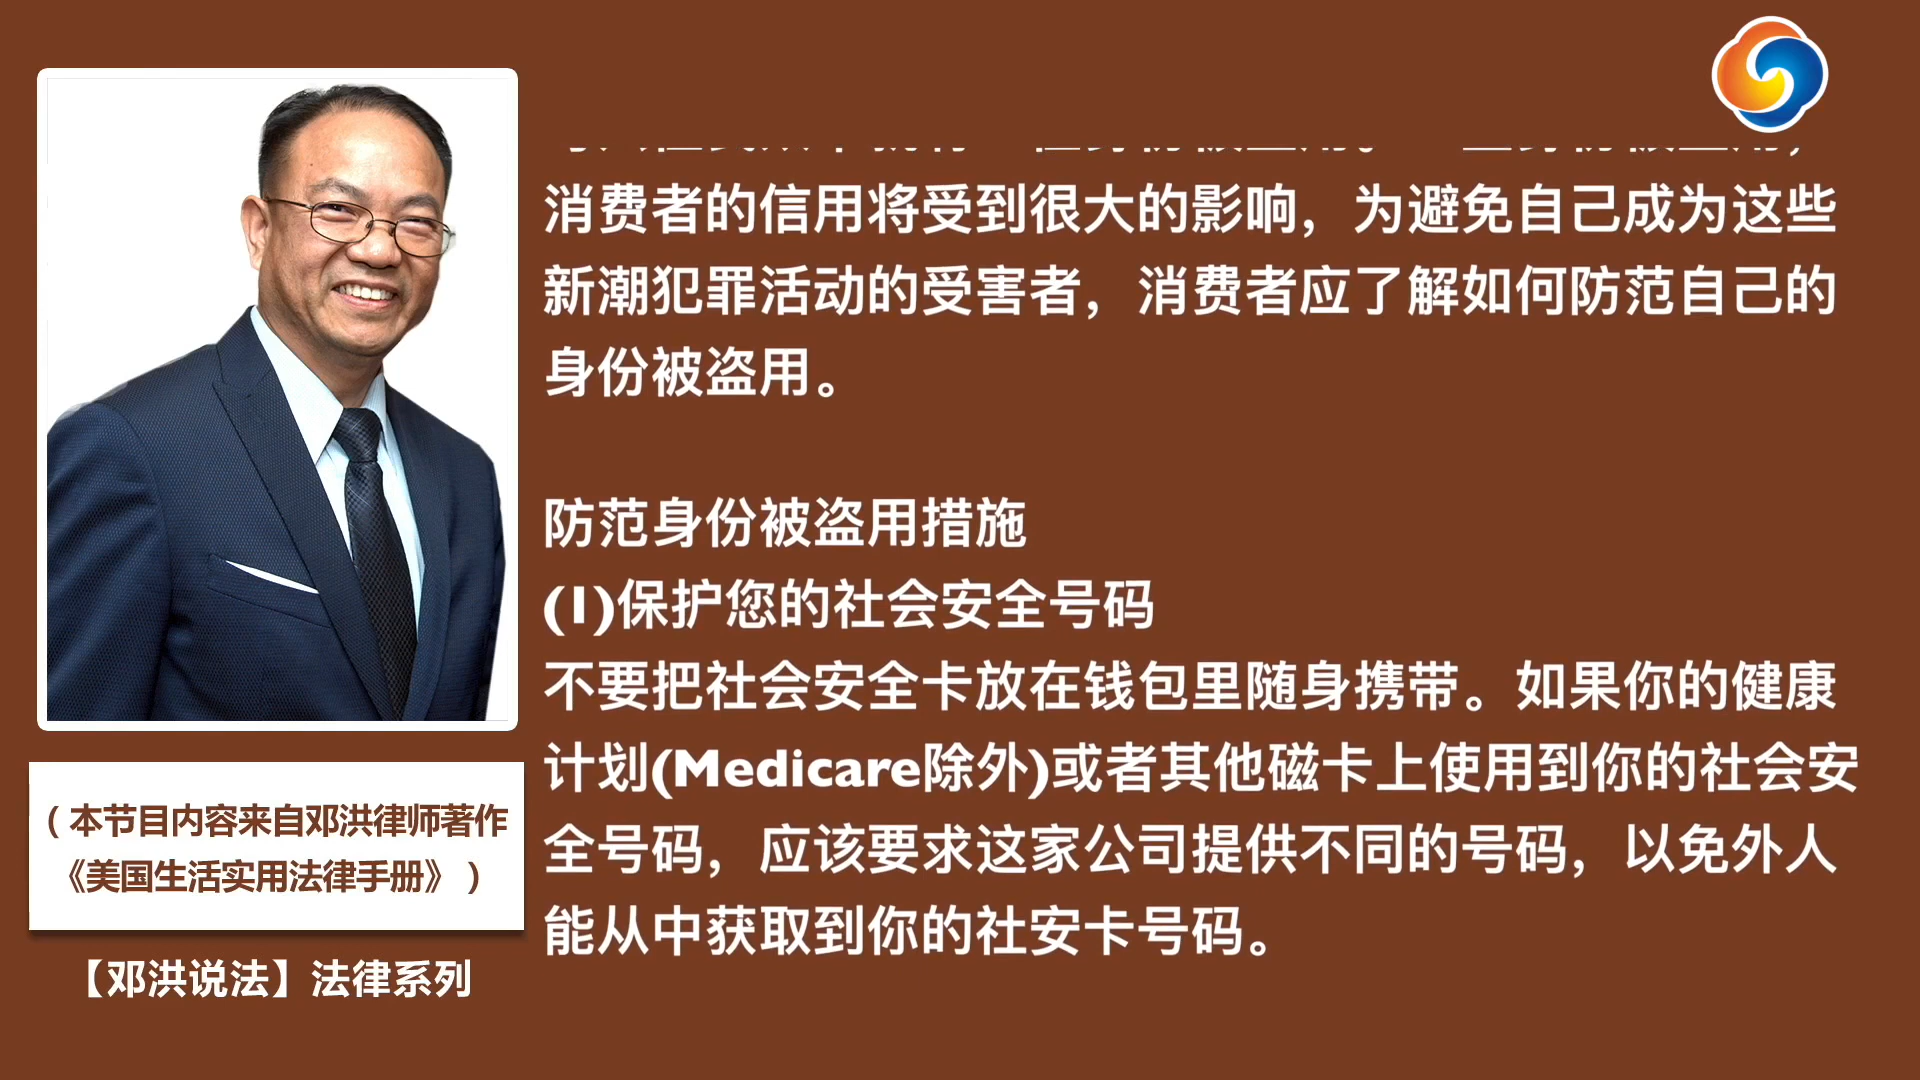 消费者的信用将受到很大的影响，为避免自己成为这些
新潮犯罪活动的受害者，消费者应了解如何防范自己的
身份被盗用。
防范身份被盗用措施
(1)保护您的社会安全号码
不要把社会安全卡放在钱包里随身携带。如果你的健康
计划(Medicare除外)或者其他磁卡上使用到你的社会安
全号码，应该要求这家公司提供不同的号码，以免外人
能从中获取到你的社安卡号码。
（本节目内容来自邓洪律师著作
《美国生活实用法律手册》）
【邓洪说法】法律系列